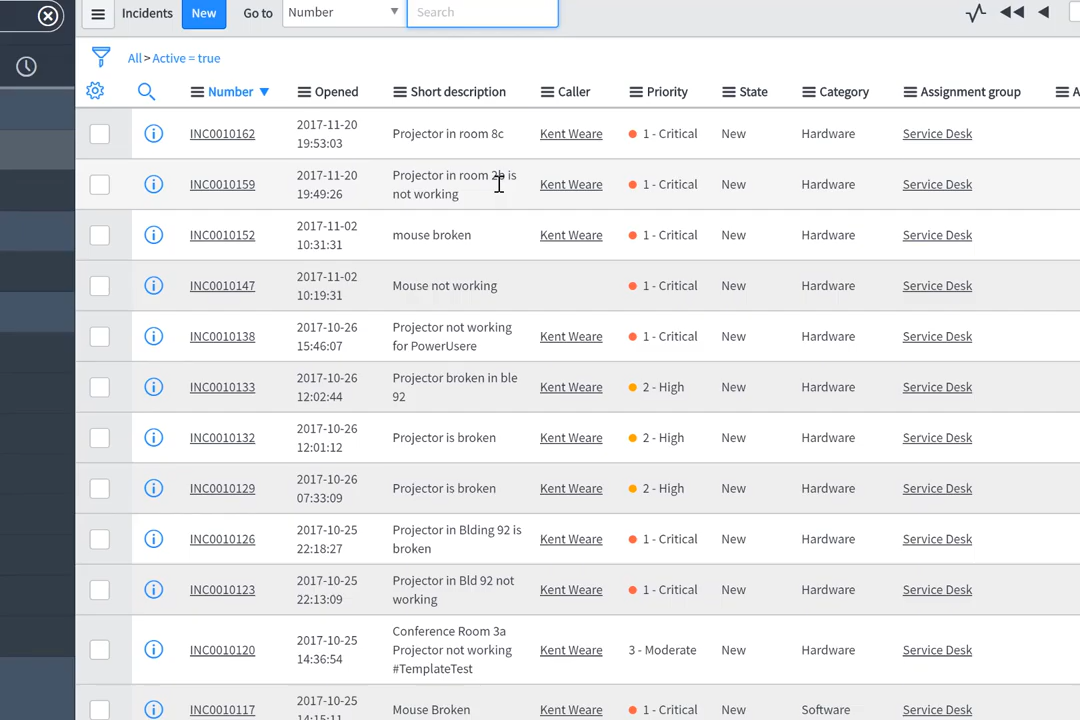 Incidents New Go to Number Search
All > Active = true
Number Opened Short description Caller Priority State Category Assignment group
INC0010162 2017-11-20 19:53:03 Projector in room 8c Kent Weare 1 - Critical New Hardware Service Desk
INC0010159 2017-11-20 19:49:26 Projector in room is not working Kent Weare 1 - Critical New Hardware Service Desk
INC0010152 2017-11-02 10:31:31 mouse broken Kent Weare 1 - Critical New Hardware Service Desk
INC0010147 2017-11-02 10:19:31 Mouse not working 1 - Critical New Hardware Service Desk
INC0010138 2017-10-26 15:46:07 Projector not working for PowerUsere Kent Weare 1 - Critical New Hardware Service Desk
INC0010133 2017-10-26 12:02:44 Projector broken in ble 92 Kent Weare 2 - High New Hardware Service Desk
INC0010132 2017-10-26 12:01:12 Projector is broken Kent Weare 2 - High New Hardware Service Desk
INC0010129 2017-10-26 07:33:09 Projector is broken Kent Weare 2 - High New Hardware Service Desk
INC0010126 2017-10-25 22:18:27 Projector in Blding 92 is broken Kent Weare 1 - Critical New Hardware Service Desk
INC0010123 2017-10-25 22:13:09 Projector in Bld 92 not working Kent Weare 1 - Critical New Hardware Service Desk
INC0010120 2017-10-25 14:36:54 Conference Room 3a Projector not working #TemplateTest Kent Weare 3 - Moderate New Hardware Service Desk
INC0010117 2017-10-25 14:15:11 Mouse Broken Kent Weare 1 - Critical New Software Service Desk